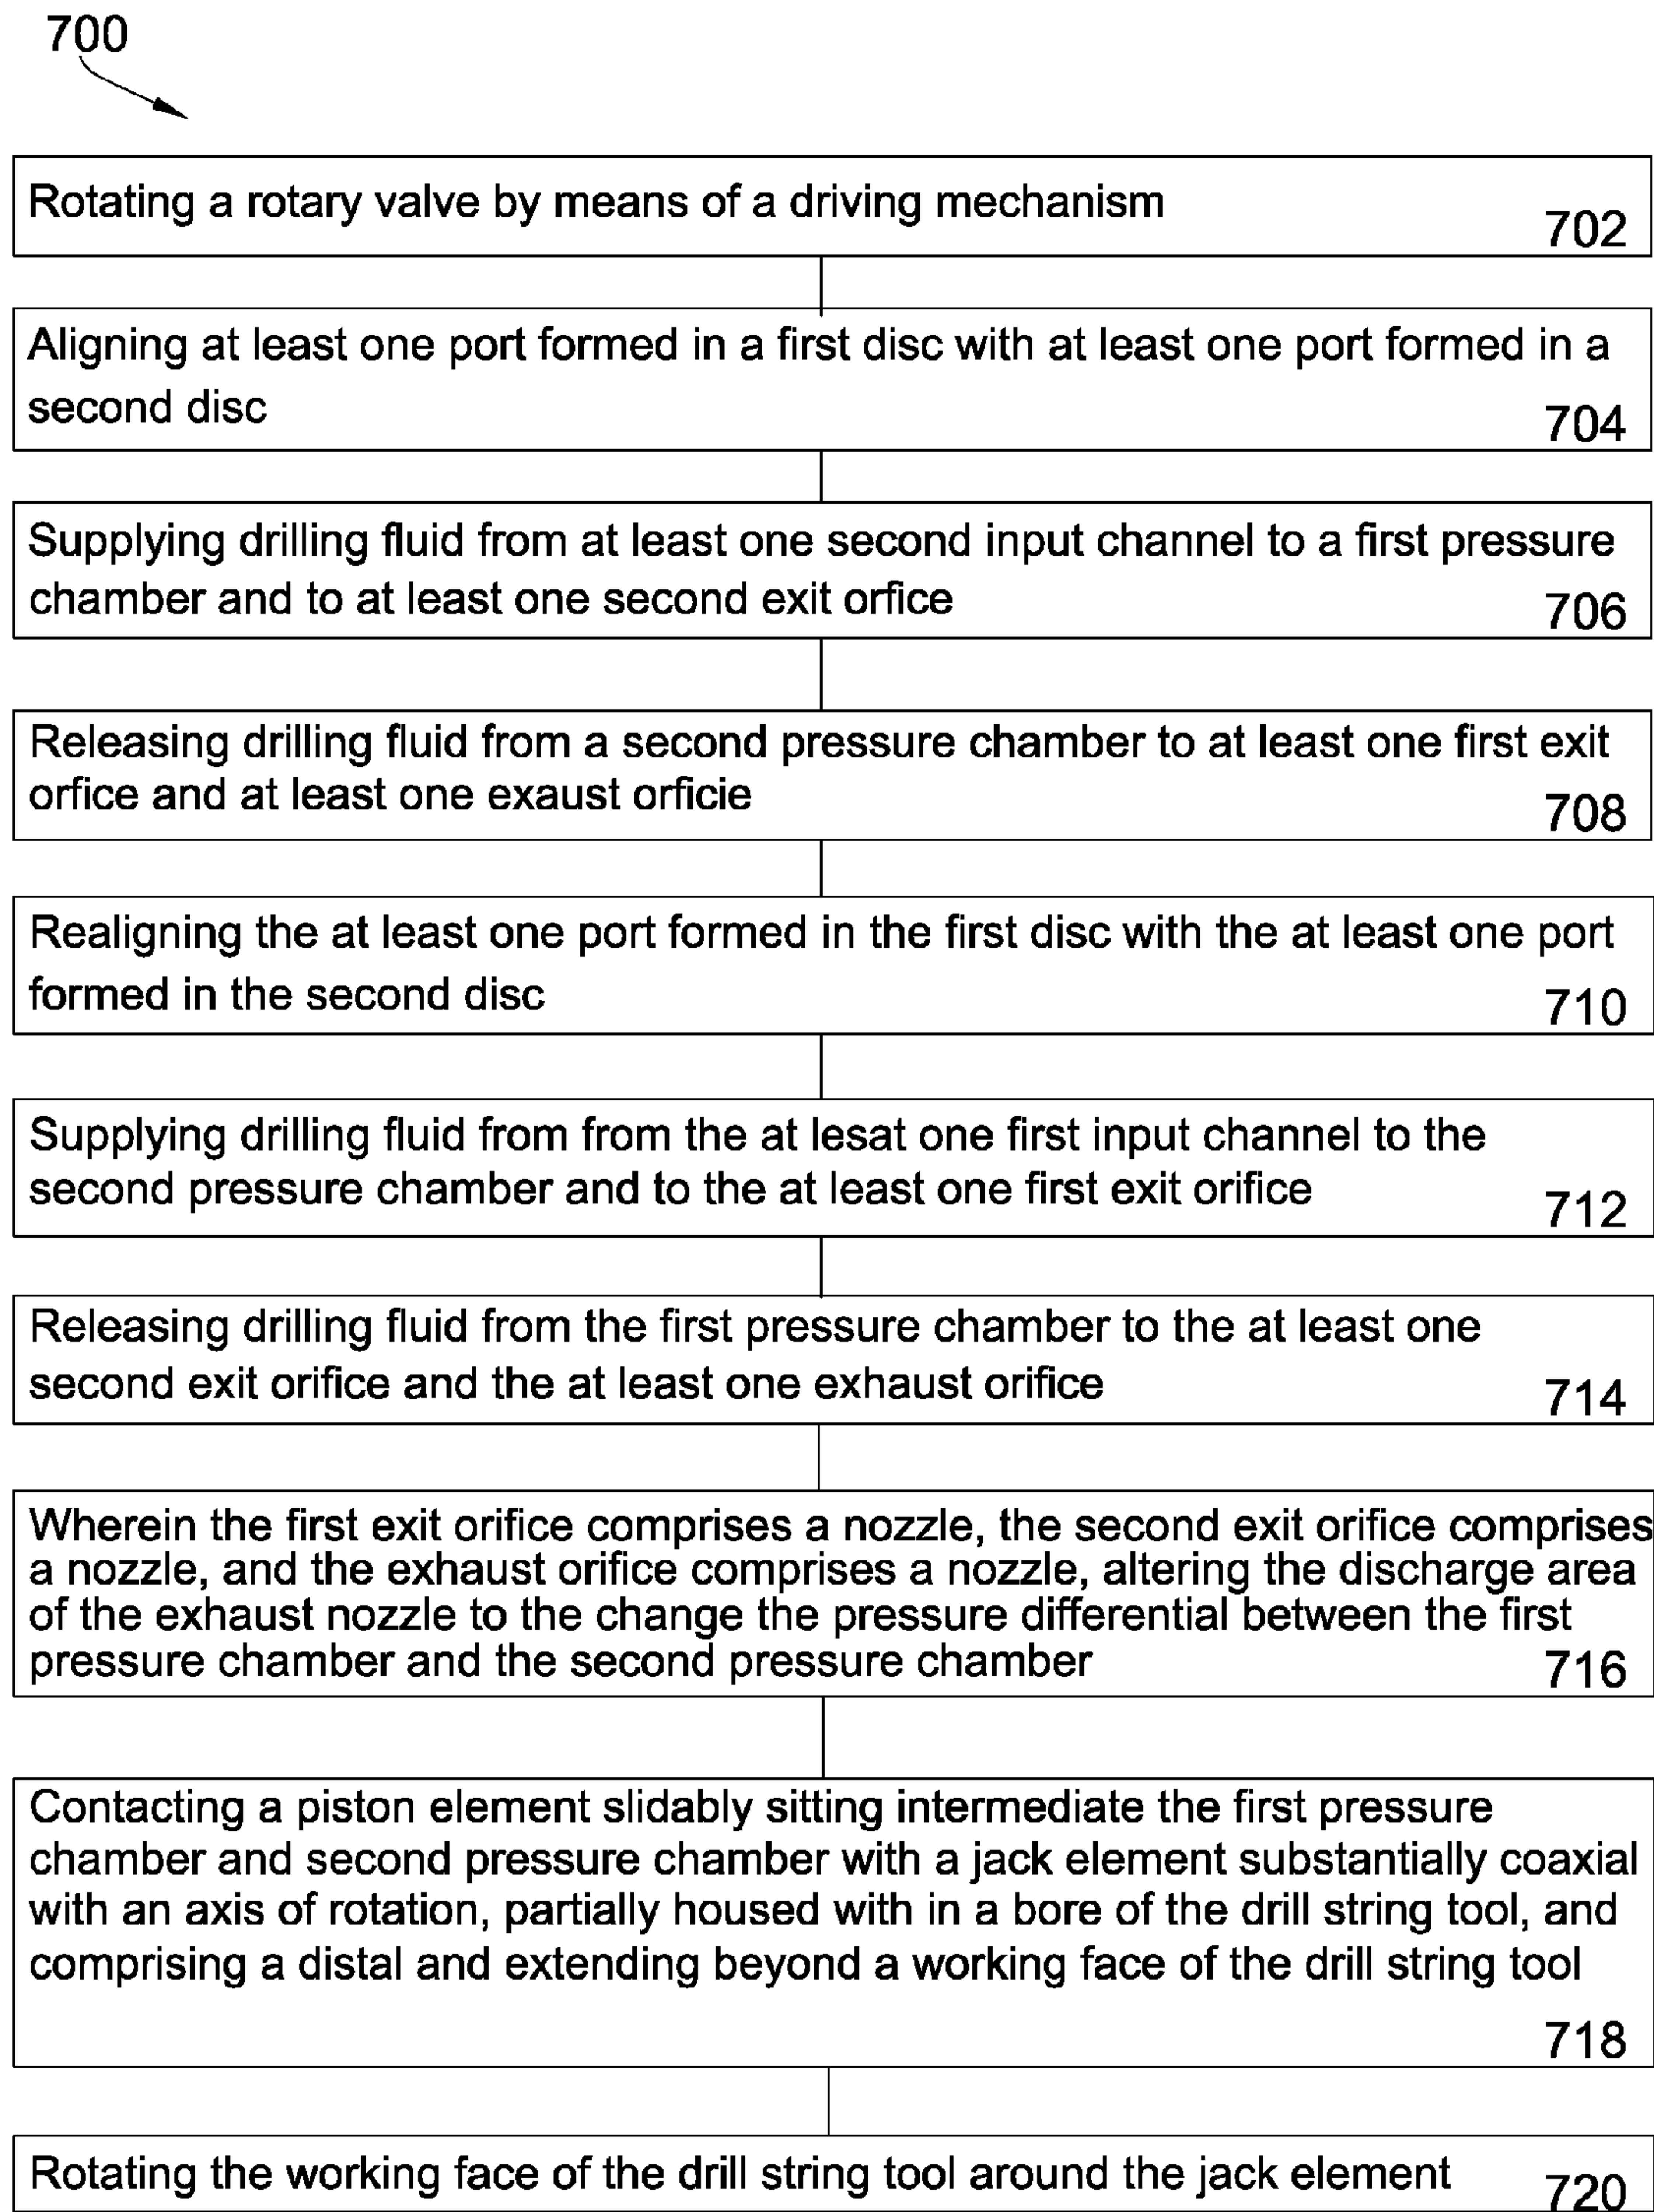 700
Rotating a rotary valve by means of a driving mechanism
702
Aligning at least one port formed in a first disc with at least one port formed in a
second disc
704
Supplying drilling fluid from at least one second input channel to a first pressure
chamber and to at least one second exit orfice
706
Releasing drilling fluid from a second pressure chamber to at least one first exit
orfice and at least one exaust orficie
708
Realigning the at least one port formed in the first disc with the at least one port
formed in the second disc
710
Supplying drilling fluid from from the at lesat one first input channel to the
second pressure chamber and to the at least one first exit orifice
712
Releasing drilling fluid from the first pressure chamber to the at least one
second exit orifice and the at least one exhaust orifice
714
Wherein the first exit orifice comprises a nozzle, the second exit orifice comprises
a nozzle, and the exhaust orifice comprises a nozzle, altering the discharge area
of the exhaust nozzle to the change the pressure differential between the first
pressure chamber and the second pressure chamber
716
Contacting a piston element slidably sitting intermediate the first pressure
chamber and second pressure chamber with a jack element substantially coaxial
with an axis of rotation, partially housed with in a bore of the drill string tool, and
comprising a distal and extending beyond a working face of the drill string tool
718
Rotating the working face of the drill string tool around the jack element
720